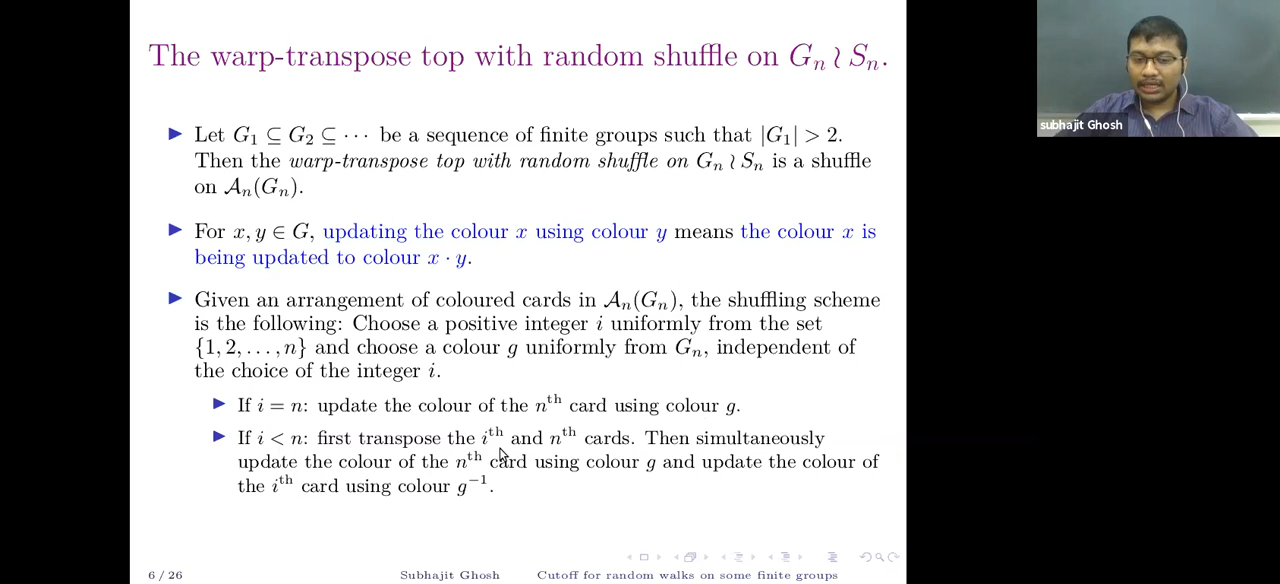 The warp-transpose top with random shuffle on Gₙ ≀ Sₙ.
▶ Let G₁ ⊆ G₂ ⊆ ⋯ be a sequence of finite groups such that |G₁| > 2.
Then the warp-transpose top with random shuffle on Gₙ ≀ Sₙ is a shuffle
on 𝒜ₙ(Gₙ).
▶ For x, y ∈ G, updating the colour x using colour y means the colour x is
being updated to colour x · y.
▶ Given an arrangement of coloured cards in 𝒜ₙ(Gₙ), the shuffling scheme
is the following: Choose a positive integer i uniformly from the set
{1, 2, . . . , n} and choose a colour g uniformly from Gₙ, independent of
the choice of the integer i.
▶ If i = n: update the colour of the nᵗʰ card using colour g.
▶ If i < n: first transpose the iᵗʰ and nᵗʰ cards. Then simultaneously
update the colour of the nᵗʰ card using colour g and update the colour of
the iᵗʰ card using colour g⁻¹.
6 / 26 Subhajit Ghosh Cutoff for random walks on some finite groups
subhajit Ghosh